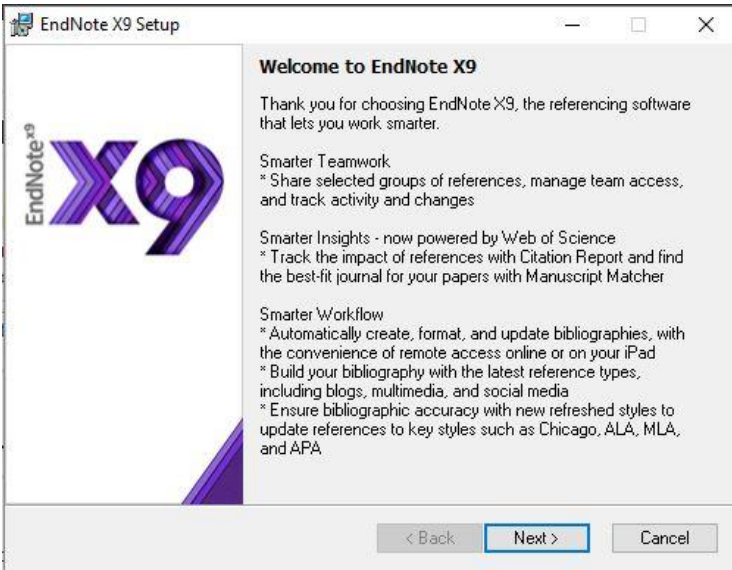 EndNote X9 Setup
EndNote x9
X9
Welcome to EndNote X9
Thank you for choosing EndNote X9, the referencing software
that lets you work smarter.
Smarter Teamwork
* Share selected groups of references, manage team access,
and track activity and changes
Smarter Insights - now powered by Web of Science
* Track the impact of references with Citation Report and find
the best-fit journal for your papers with Manuscript Matcher
Smarter Workflow
* Automatically create, format, and update bibliographies, with
the convenience of remote access online or on your iPad
* Build your bibliography with the latest reference types,
including blogs, multimedia, and social media
* Ensure bibliographic accuracy with new refreshed styles to
update references to key styles such as Chicago, ALA, MLA,
and APA
< Back
Next >
Cancel